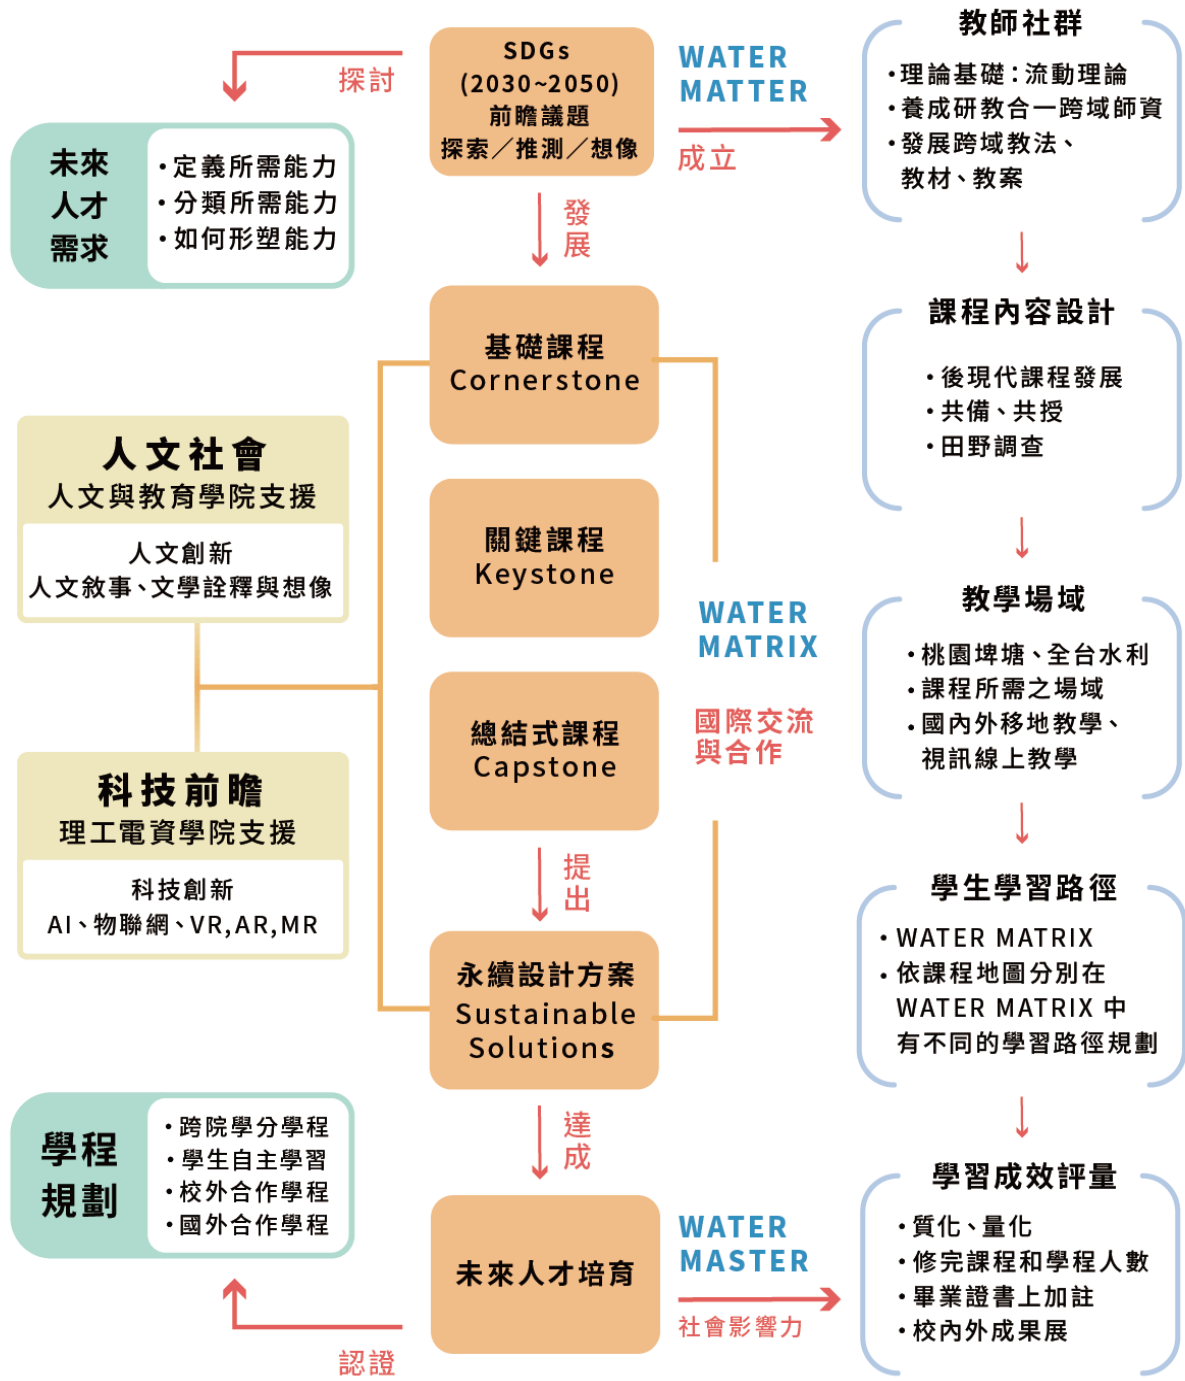 SDGs
(2030~2050)
前瞻議題
探索／推測／想像
探討
未來
人才
需求
・定義所需能力
・分類所需能力
・如何形塑能力
WATER
MATTER
成立
發
展
基礎課程
Cornerstone
關鍵課程
Keystone
總結式課程
Capstone
提
出
永續設計方案
Sustainable
Solutions
達
成
未來人才培育
人文社會
人文與教育學院支援
人文創新
人文敘事、文學詮釋與想像
科技前瞻
理工電資學院支援
科技創新
AI、物聯網、VR,AR,MR
WATER
MATRIX
國際交流
與合作
學程
規劃
・跨院學分學程
・學生自主學習
・校外合作學程
・國外合作學程
認證
WATER
MASTER
社會影響力
教師社群
・理論基礎：流動理論
・養成研教合一跨域師資
・發展跨域教法、
教材、教案
課程內容設計
・後現代課程發展
・共備、共授
・田野調查
教學場域
・桃園埤塘、全台水利
・課程所需之場域
・國內外移地教學、
視訊線上教學
學生學習路徑
・WATER MATRIX
・依課程地圖分別在
WATER MATRIX 中
有不同的學習路徑規劃
學習成效評量
・質化、量化
・修完課程和學程人數
・畢業證書上加註
・校內外成果展